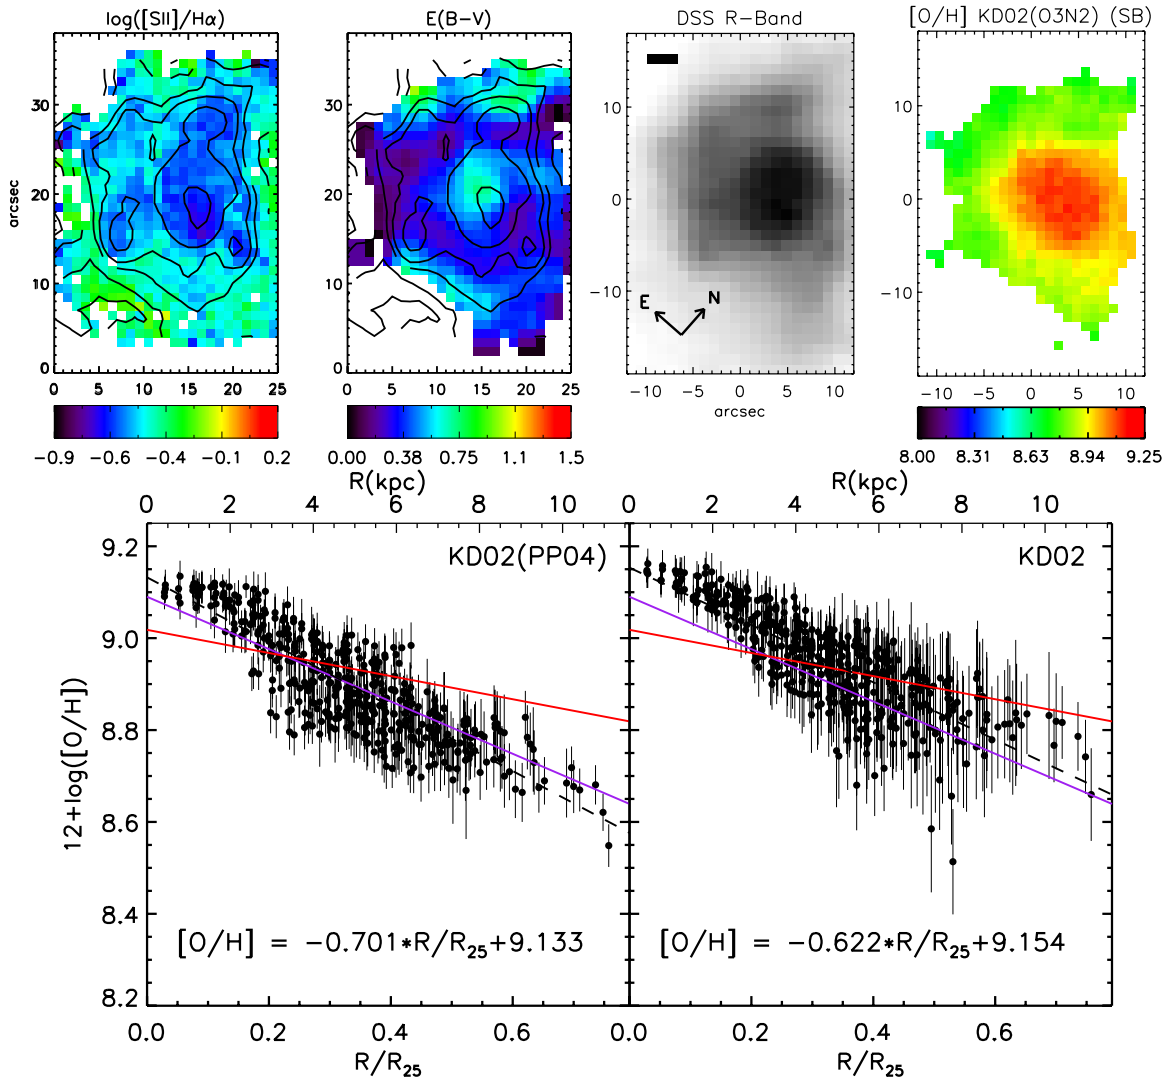 log([SII]/Hα) E(B−V) DSS R−Band [O/H] KD02(O3N2) (SB)
arcsec
30
20
10
0
0 5 10 15 20 25
0 5 10 15 20 25
10
0
−10
E N
−10 −5 0 5 10
arcsec
10
0
−10
−10 −5 0 5 10
−0.9 −0.6 −0.4 −0.1 0.2
0.00 0.38 0.75 1.1 1.5
8.00 8.31 8.63 8.94 9.25
R(kpc) R(kpc)
0 2 4 6 8 10
0 2 4 6 8 10
KD02(PP04) KD02
12+log([O/H])
9.2
9.0
8.8
8.6
8.4
8.2
[O/H] = −0.701*R/R25+9.133
[O/H] = −0.622*R/R25+9.154
0.0 0.2 0.4 0.6 0.0 0.2 0.4 0.6 0.8
R/R25 R/R25